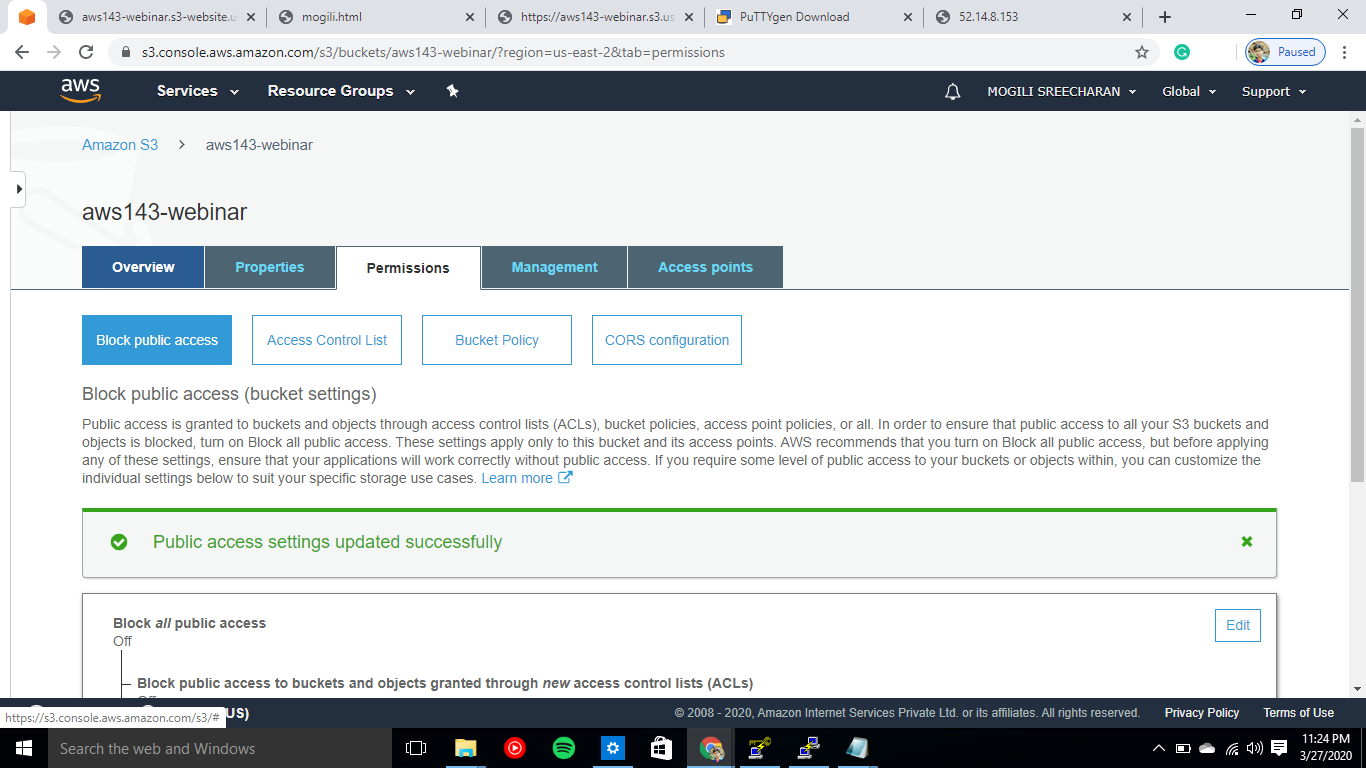 aws143-webinar.s3-website.u
mogili.html
https://aws143-webinar.s3.us
PuTTYgen Download
52.14.8.153
s3.console.aws.amazon.com/s3/buckets/aws143-webinar/?region=us-east-2&tab=permissions
Paused
aws
Services
Resource Groups
MOGILI SREECHARAN
Global
Support
Amazon S3 > aws143-webinar
aws143-webinar
Overview
Properties
Permissions
Management
Access points
Block public access
Access Control List
Bucket Policy
CORS configuration
Block public access (bucket settings)
Public access is granted to buckets and objects through access control lists (ACLs), bucket policies, access point policies, or all. In order to ensure that public access to all your S3 buckets and
objects is blocked, turn on Block all public access. These settings apply only to this bucket and its access points. AWS recommends that you turn on Block all public access, but before applying
any of these settings, ensure that your applications will work correctly without public access. If you require some level of public access to your buckets or objects within, you can customize the
individual settings below to suit your specific storage use cases. Learn more
Public access settings updated successfully
Block all public access
Edit
Off
Block public access to buckets and objects granted through new access control lists (ACLs)
https://s3.console.aws.amazon.com/s3/#
US)
© 2008 - 2020, Amazon Internet Services Private Ltd. or its affiliates. All rights reserved.
Privacy Policy
Terms of Use
Search the web and Windows
11:24 PM
3/27/2020